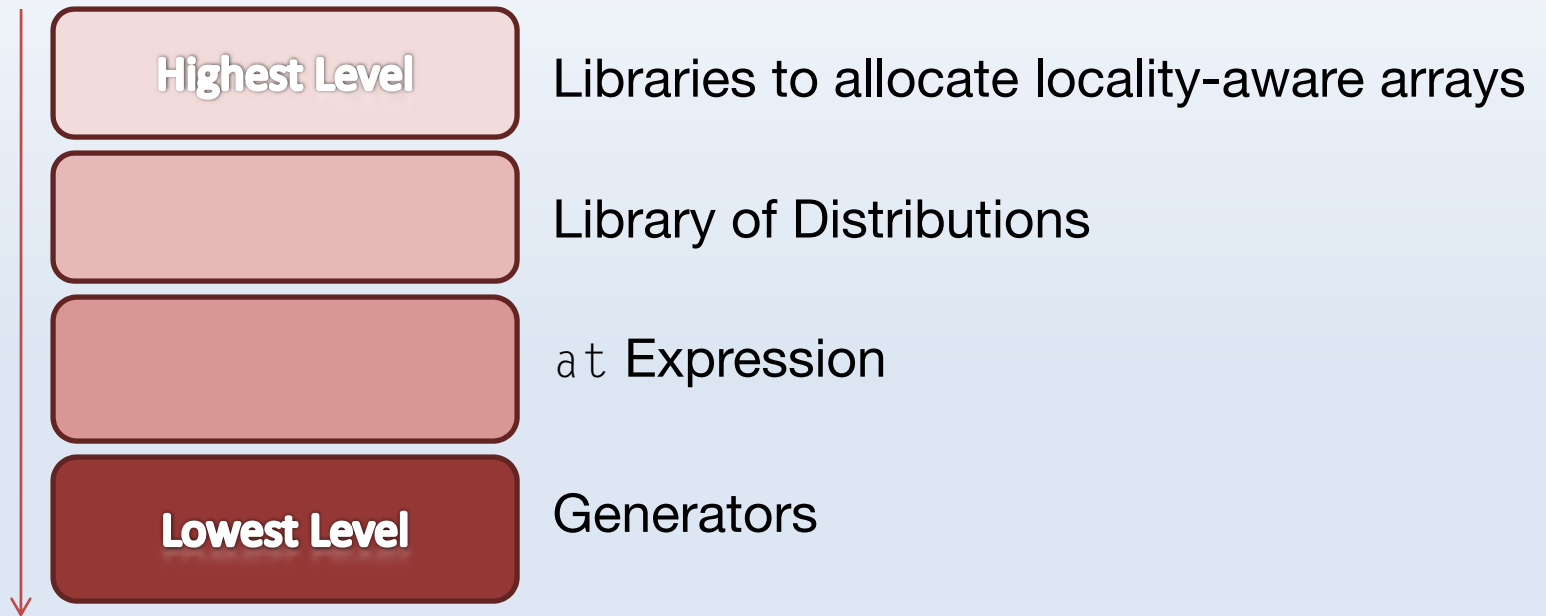 Highest Level Libraries to allocate locality-aware arrays
Library of Distributions
at Expression
Lowest Level Generators